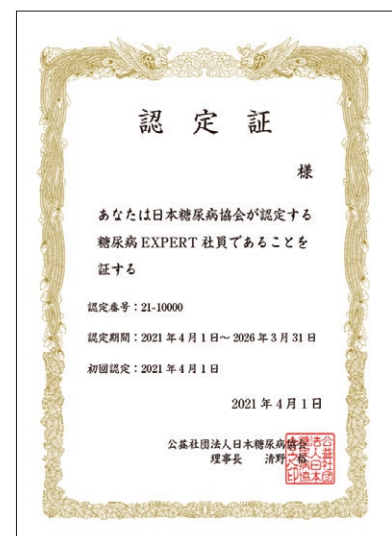 認定証
様
あなたは日本糖尿病協会が認定する
糖尿病 EXPERT 社員であることを
証する
認定番号：21-10000
認定期間：2021 年 4 月 1 日～ 2026 年 3 月 31 日
初回認定：2021 年 4 月 1 日
2021 年 4 月 1 日
公益社団法人日本糖尿病協会
理事長　清野　裕